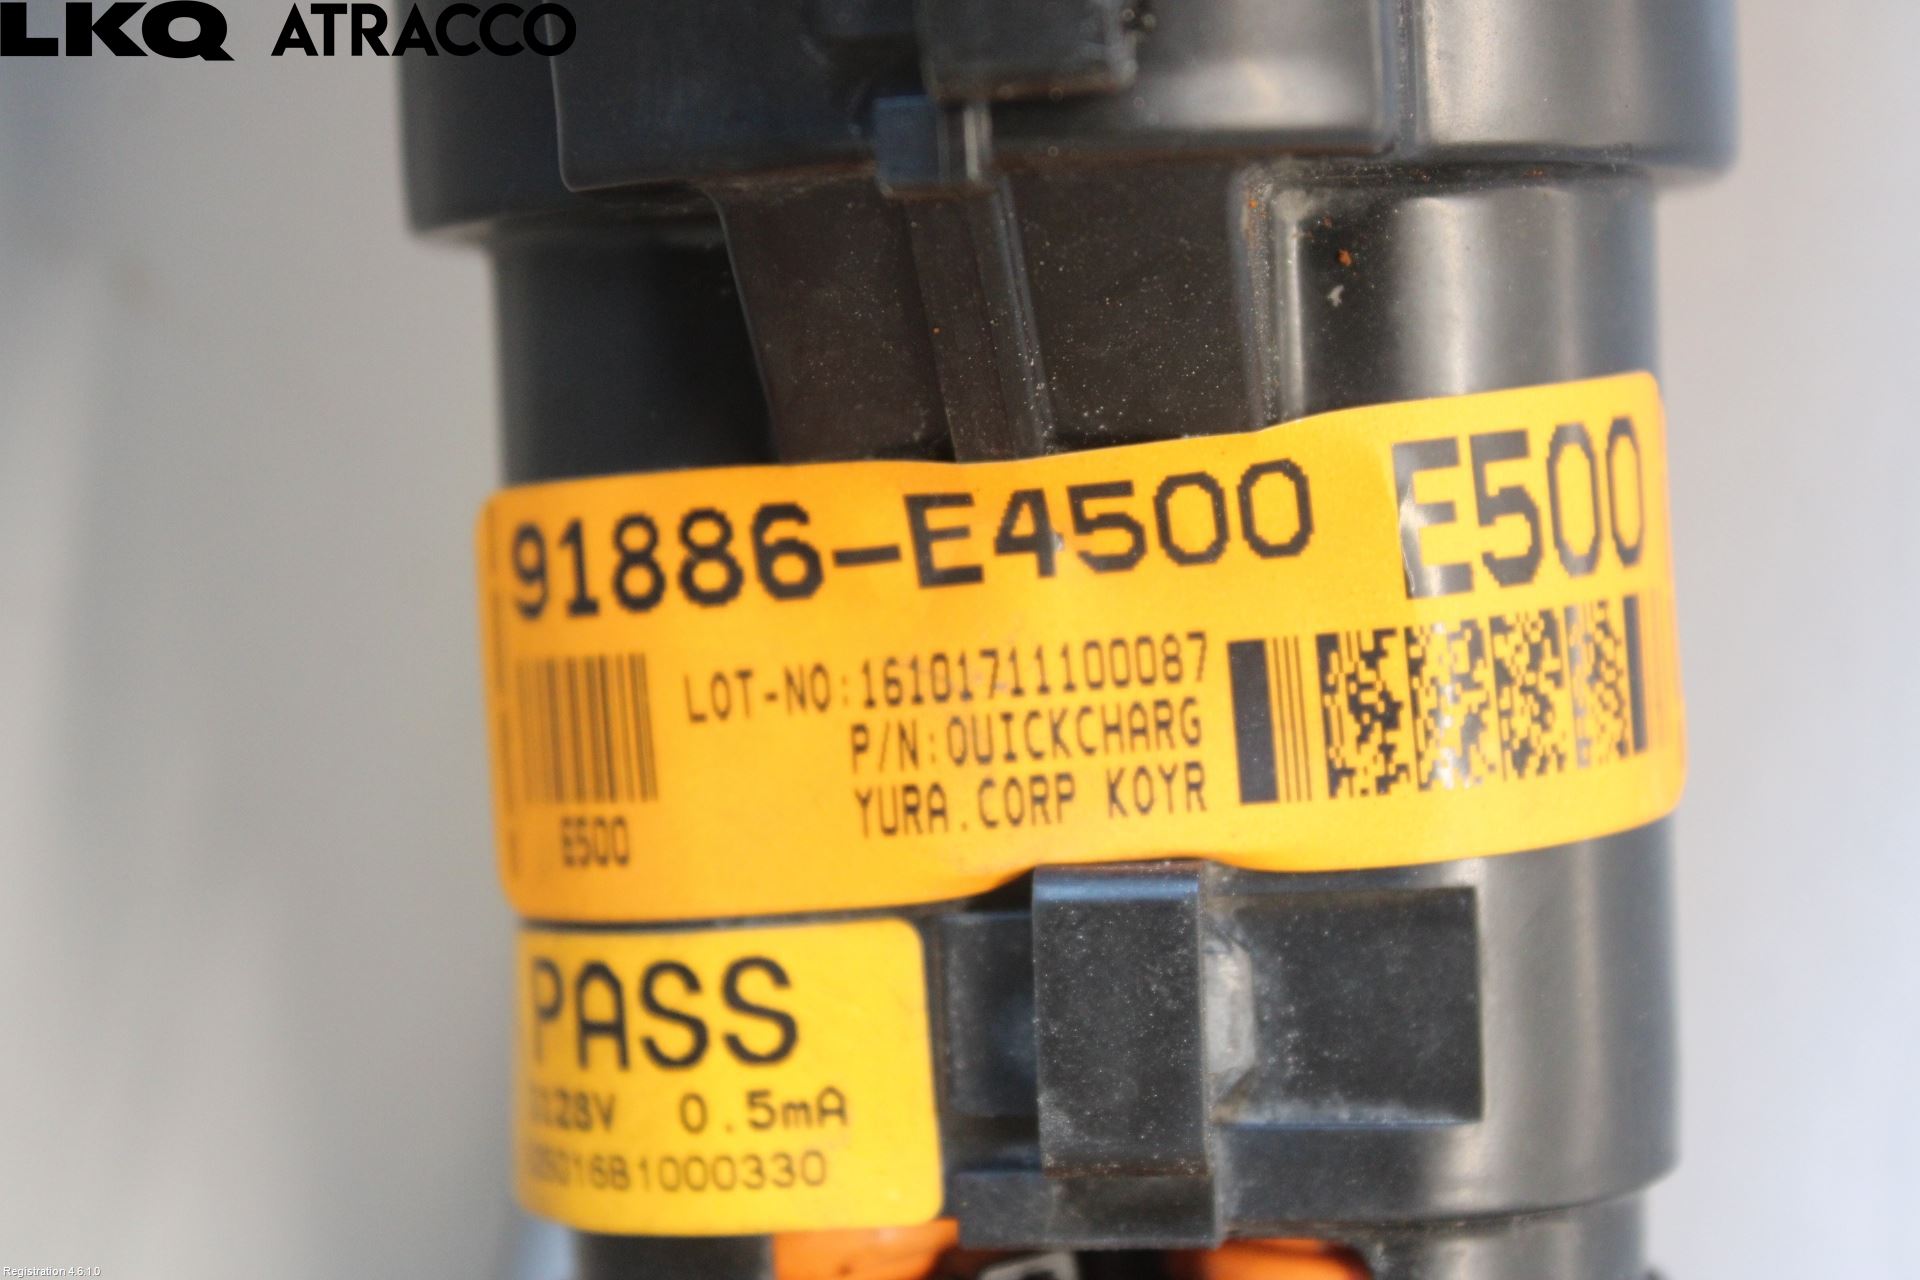 LKQ ATRACCO
91886-E4500 E500
LOT-NO:16101711100087
P/N:QUICKCHARG
YURA.CORP KOYR
E500
PASS
0.5mA
Registration 4.6.1.0